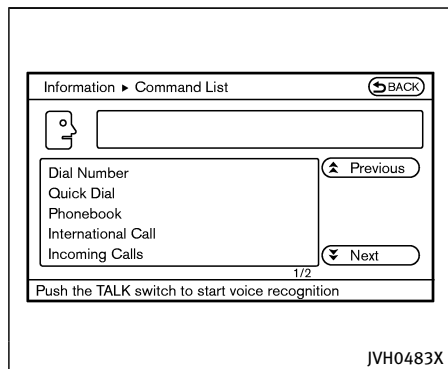 Information ▶ Command List
BACK
Dial Number
Quick Dial
Phonebook
International Call
Incoming Calls
Previous
Next
1/2
Push the TALK switch to start voice recognition
JVH0483X